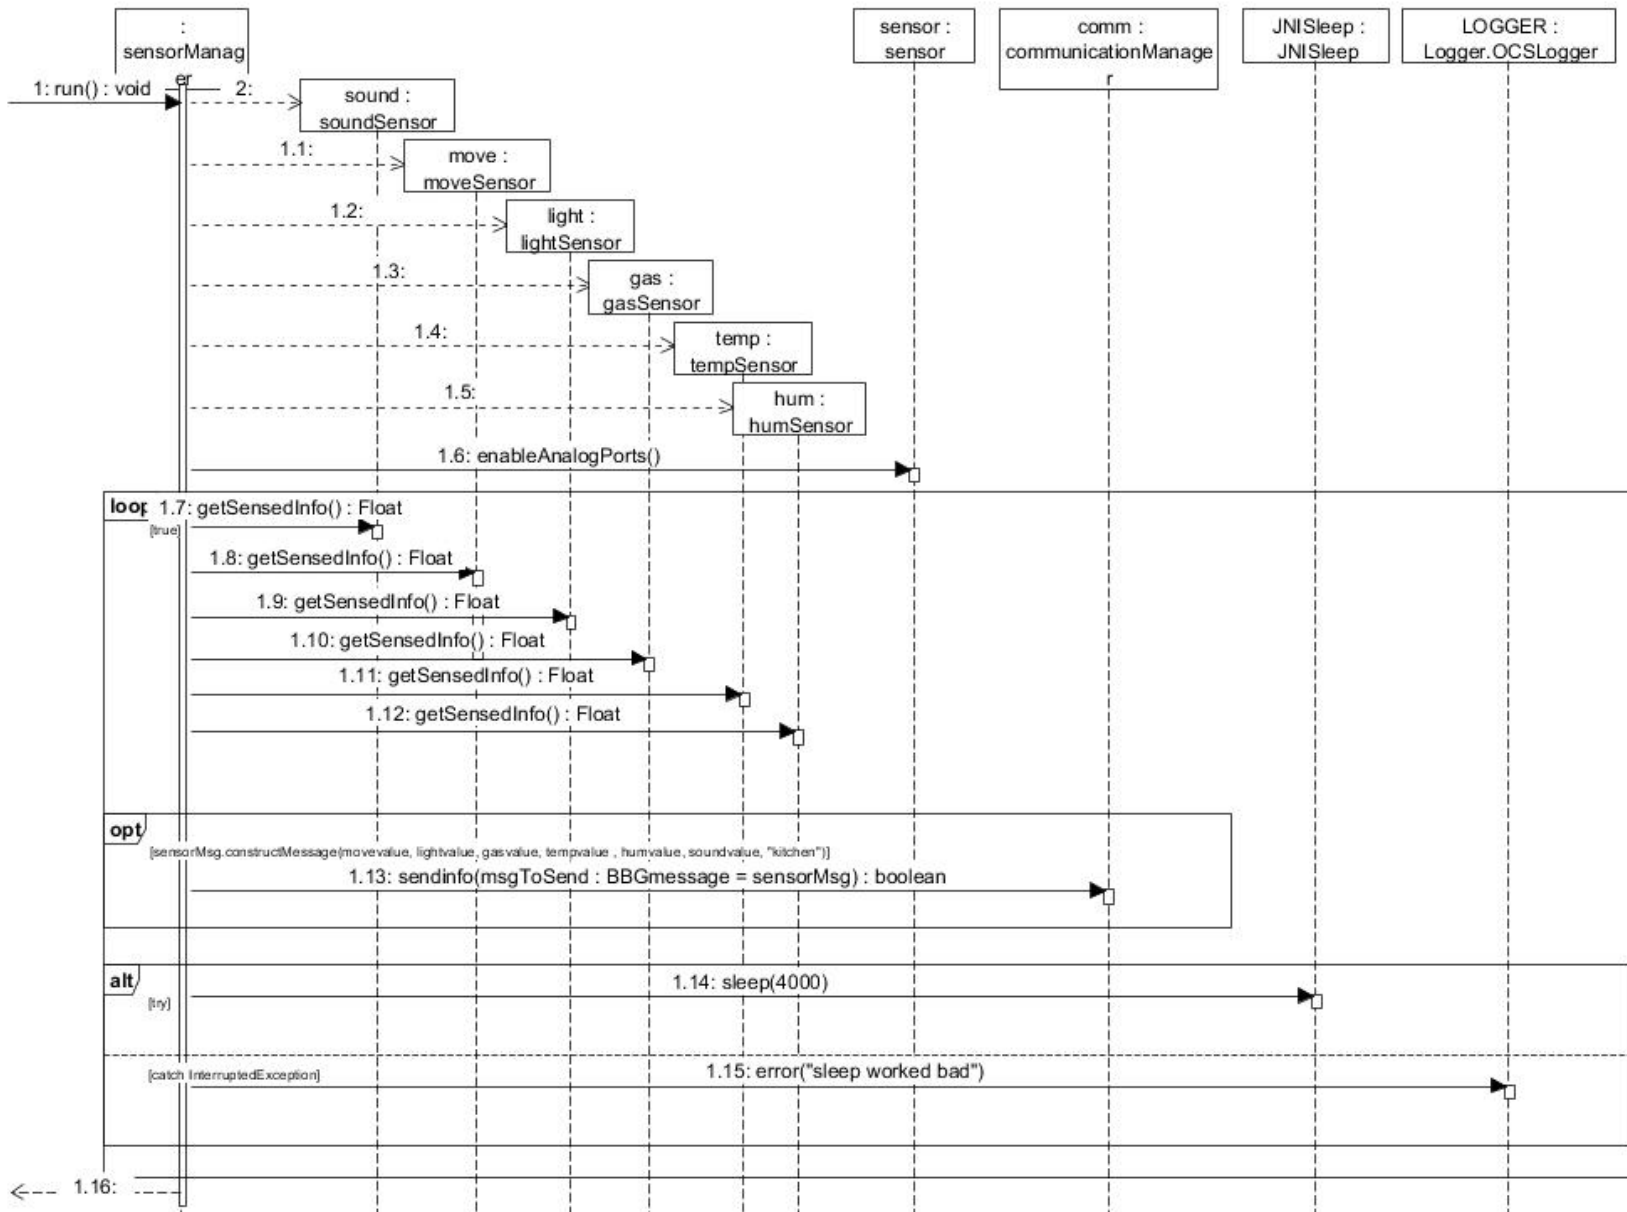 :
sensorManag
er
sensor :
sensor
comm :
communicationManage
r
JNISleep :
JNISleep
LOGGER :
Logger.OCSLogger
1: run() : void
2:
sound :
soundSensor
1.1:
move :
moveSensor
1.2:
light :
lightSensor
1.3:
gas :
gasSensor
1.4:
temp :
tempSensor
1.5:
hum :
humSensor
1.6: enableAnalogPorts()
loop
1.7: getSensedInfo() : Float
[true]
1.8: getSensedInfo() : Float
1.9: getSensedInfo() : Float
1.10: getSensedInfo() : Float
1.11: getSensedInfo() : Float
1.12: getSensedInfo() : Float
opt
[sensorMsg.constructMessage(movevalue, lightvalue, gasvalue, tempvalue , humvalue, soundvalue, "kitchen")]
1.13: sendinfo(msgToSend : BBGmessage = sensorMsg) : boolean
alt
1.14: sleep(4000)
[try]
1.15: error("sleep worked bad")
[catch InterruptedException]
1.16: